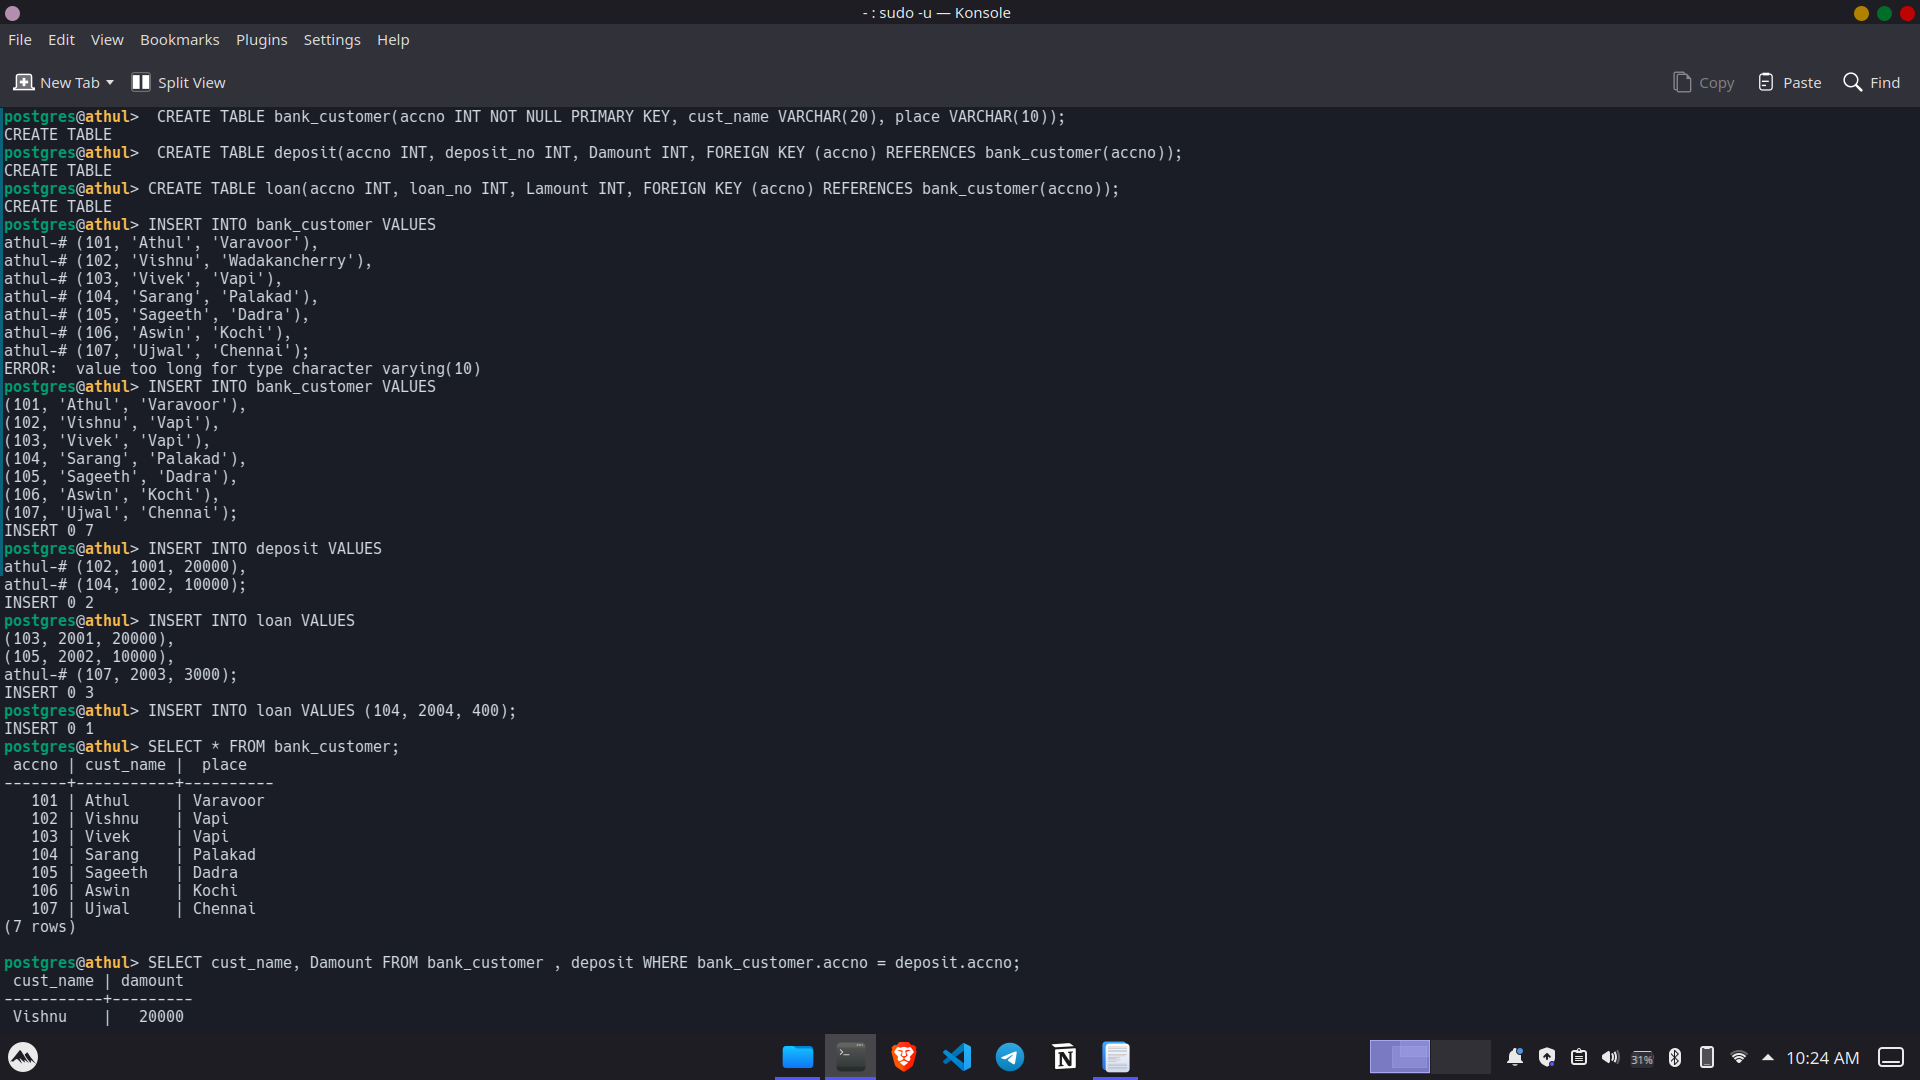 - : sudo -u — Konsole
File Edit View Bookmarks Plugins Settings Help
New Tab Split View Copy Paste Find
postgres@athul>  CREATE TABLE bank_customer(accno INT NOT NULL PRIMARY KEY, cust_name VARCHAR(20), place VARCHAR(10));
CREATE TABLE
postgres@athul>  CREATE TABLE deposit(accno INT, deposit_no INT, Damount INT, FOREIGN KEY (accno) REFERENCES bank_customer(accno));
CREATE TABLE
postgres@athul> CREATE TABLE loan(accno INT, loan_no INT, Lamount INT, FOREIGN KEY (accno) REFERENCES bank_customer(accno));
CREATE TABLE
postgres@athul> INSERT INTO bank_customer VALUES
athul-# (101, 'Athul', 'Varavoor'),
athul-# (102, 'Vishnu', 'Wadakancherry'),
athul-# (103, 'Vivek', 'Vapi'),
athul-# (104, 'Sarang', 'Palakad'),
athul-# (105, 'Sageeth', 'Dadra'),
athul-# (106, 'Aswin', 'Kochi'),
athul-# (107, 'Ujwal', 'Chennai');
ERROR:  value too long for type character varying(10)
postgres@athul> INSERT INTO bank_customer VALUES
(101, 'Athul', 'Varavoor'),
(102, 'Vishnu', 'Vapi'),
(103, 'Vivek', 'Vapi'),
(104, 'Sarang', 'Palakad'),
(105, 'Sageeth', 'Dadra'),
(106, 'Aswin', 'Kochi'),
(107, 'Ujwal', 'Chennai');
INSERT 0 7
postgres@athul> INSERT INTO deposit VALUES
athul-# (102, 1001, 20000),
athul-# (104, 1002, 10000);
INSERT 0 2
postgres@athul> INSERT INTO loan VALUES
(103, 2001, 20000),
(105, 2002, 10000),
athul-# (107, 2003, 3000);
INSERT 0 3
postgres@athul> INSERT INTO loan VALUES (104, 2004, 400);
INSERT 0 1
postgres@athul> SELECT * FROM bank_customer;
 accno | cust_name |  place
-------+-----------+----------
   101 | Athul     | Varavoor
   102 | Vishnu    | Vapi
   103 | Vivek     | Vapi
   104 | Sarang    | Palakad
   105 | Sageeth   | Dadra
   106 | Aswin     | Kochi
   107 | Ujwal     | Chennai
(7 rows)
postgres@athul> SELECT cust_name, Damount FROM bank_customer , deposit WHERE bank_customer.accno = deposit.accno;
 cust_name | damount
-----------+---------
 Vishnu    |   20000
31% 10:24 AM